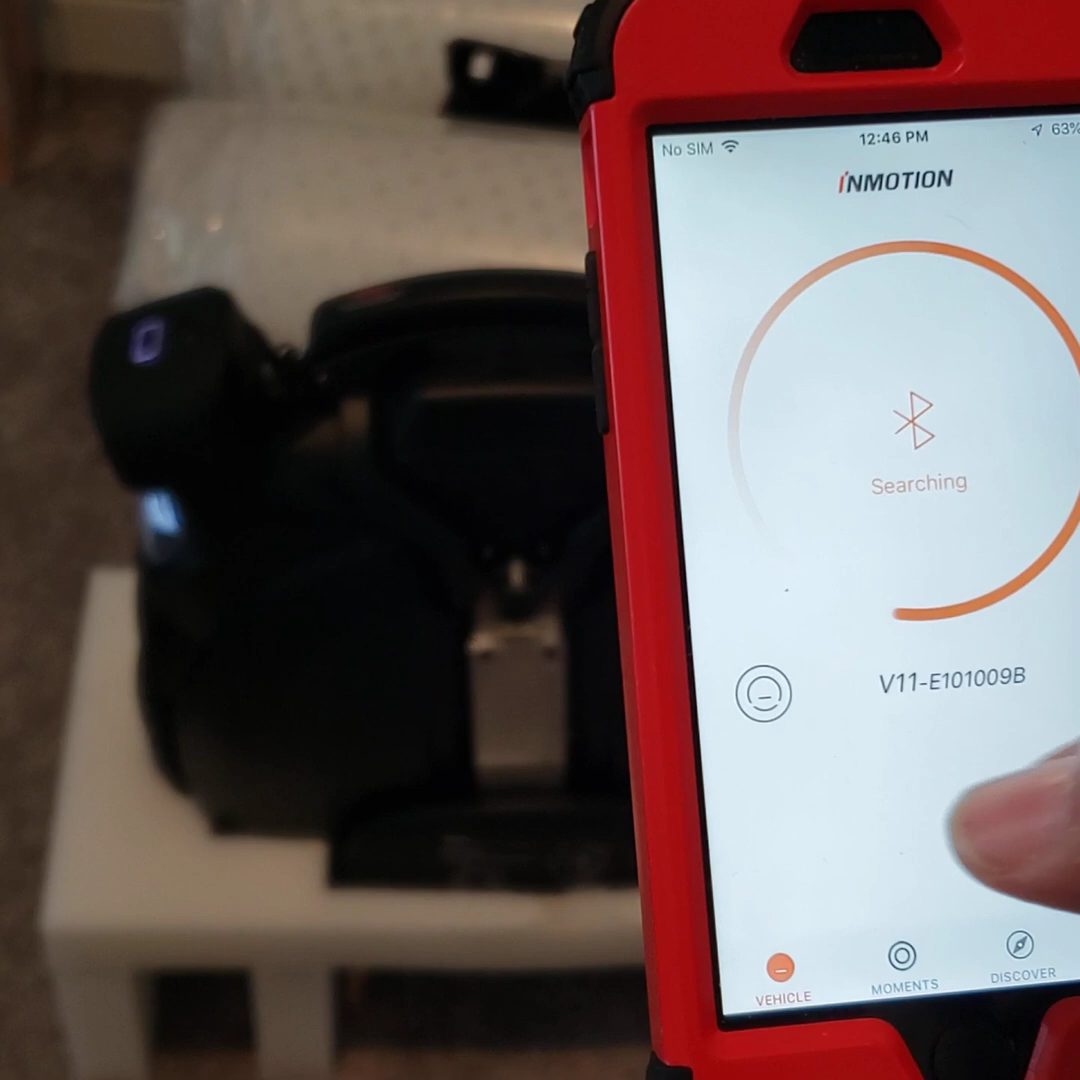 No SIM 12:46 PM 63%
INMOTION
Searching
V11-E101009B
VEHICLE MOMENTS DISCOVER